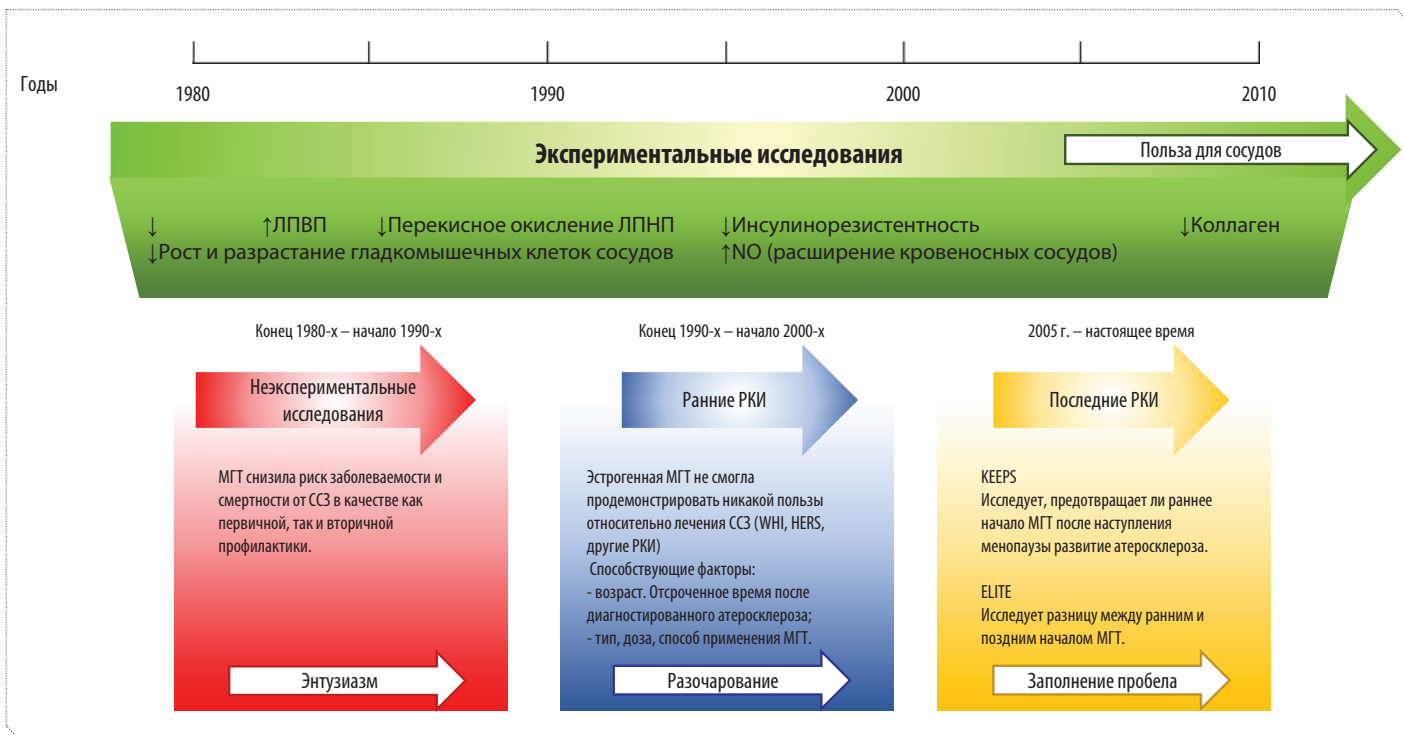 Годы
1980 1990 2000 2010
Экспериментальные исследования
Польза для сосудов
↓ ↑ЛПВП ↓Перекисное окисление ЛПНП ↓Инсулинорезистентность ↓Коллаген
↓Рост и разрастание гладкомышечных клеток сосудов ↑NO (расширение кровеносных сосудов)
Конец 1980-х – начало 1990-х
Неэкспериментальные
исследования
МГТ снизила риск заболеваемости и
смертности от ССЗ в качестве как
первичной, так и вторичной
профилактики.
Энтузиазм
Конец 1990-х – начало 2000-х
Ранние РКИ
Эстрогенная МГТ не смогла
продемонстрировать никакой пользы
относительно лечения ССЗ (WHI, HERS,
другие РКИ)
Способствующие факторы:
- возраст. Отсроченное время после
диагностированного атеросклероза;
- тип, доза, способ применения МГТ.
Разочарование
2005 г. – настоящее время
Последние РКИ
KEEPS
Исследует, предотвращает ли раннее
начало МГТ после наступления
менопаузы развитие атеросклероза.
ELITE
Исследует разницу между ранним и
поздним началом МГТ.
Заполнение пробела